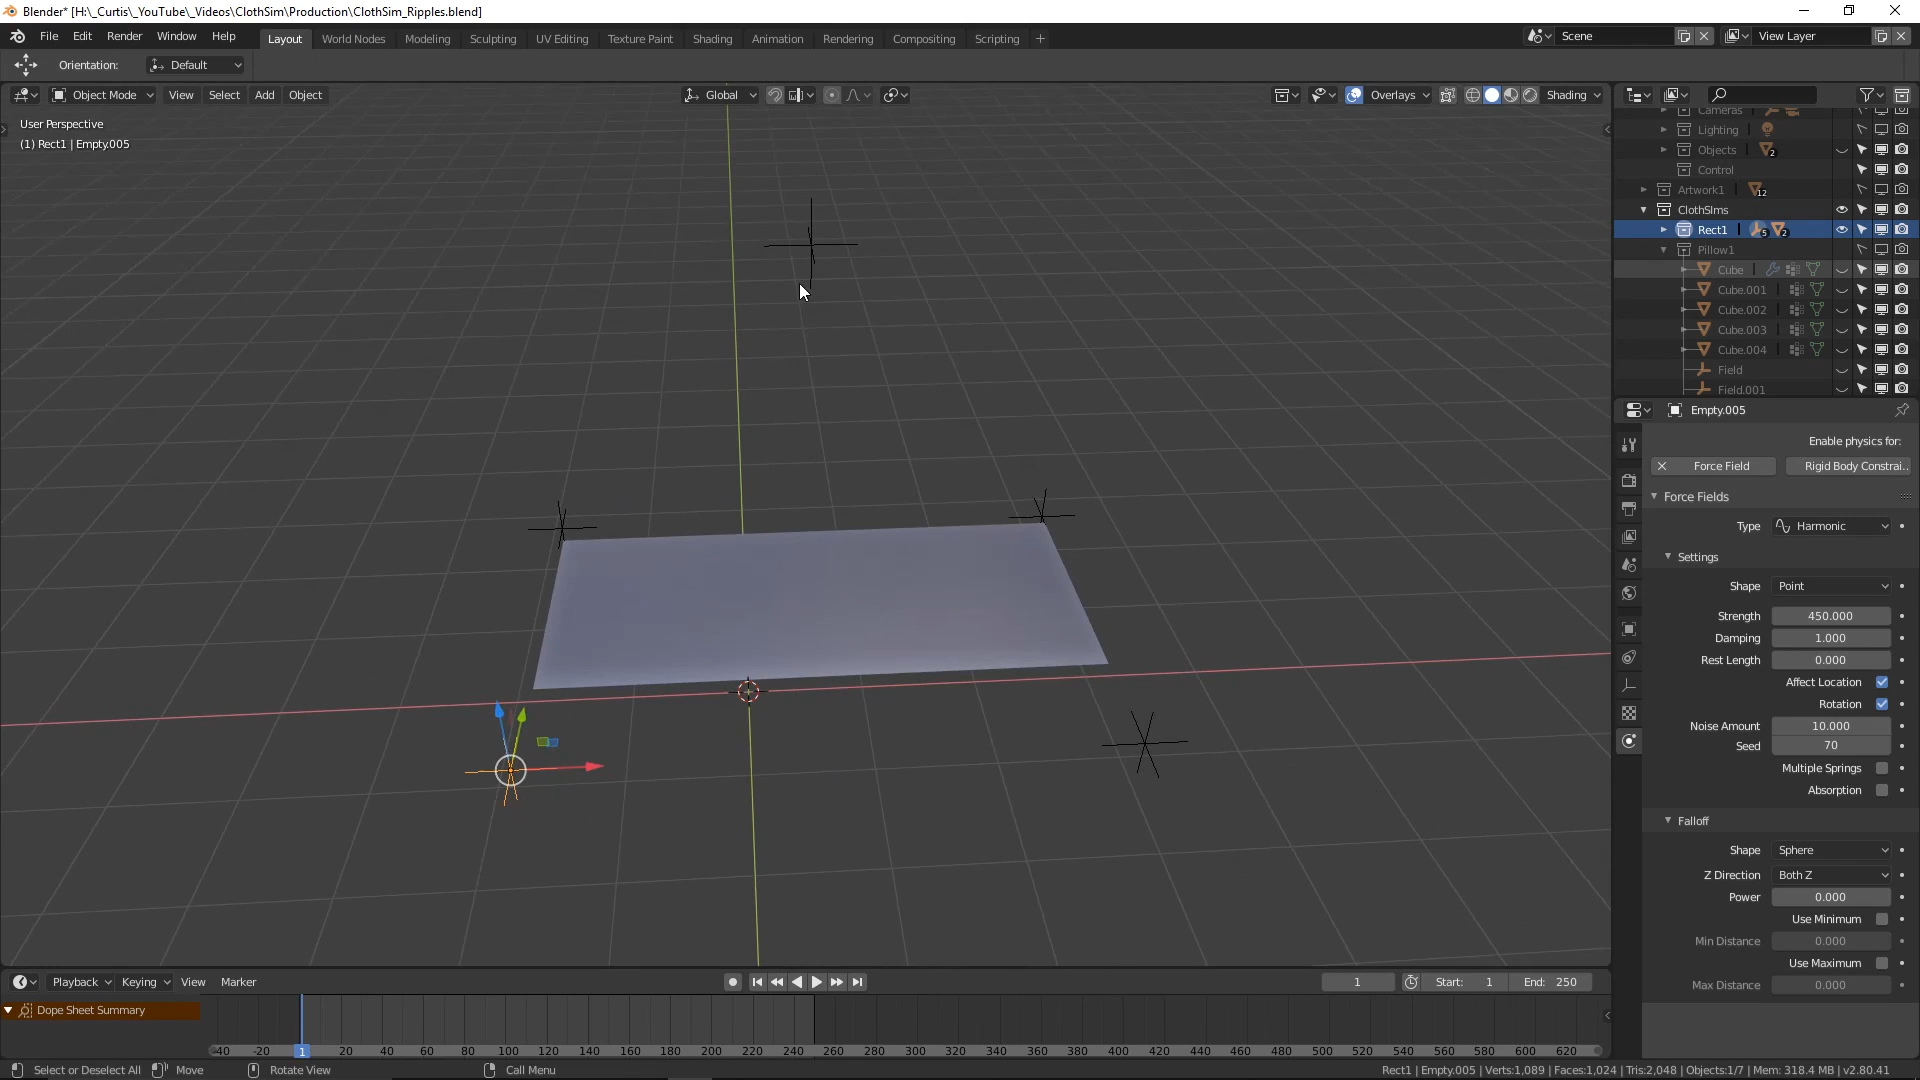 Blender* [H:\_Curtis\_YouTube\_Videos\ClothSim\Production\ClothSim_Ripples.blend]
File Edit Render Window Help Layout World Nodes Modeling Sculpting UV Editing Texture Paint Shading Animation Rendering Compositing Scripting + Scene View Layer
Orientation: Default
Object Mode View Select Add Object Global Overlays Shading
User Perspective
(1) Rect1 | Empty.005
Cameras
Lighting
Objects 2
Control
Artwork1 12
ClothSIms
Rect1 5 2
Pillow1
Cube
Cube.001
Cube.002
Cube.003
Cube.004
Field
Field.001
Empty.005
Enable physics for:
Force Field Rigid Body Constrai..
Force Fields
Type Harmonic
Settings
Shape Point
Strength 450.000
Damping 1.000
Rest Length 0.000
Affect Location
Rotation
Noise Amount 10.000
Seed 70
Multiple Springs
Absorption
Falloff
Shape Sphere
Z Direction Both Z
Power 0.000
Use Minimum
Min Distance 0.000
Use Maximum
Max Distance 0.000
Playback Keying View Marker 1 Start: 1 End: 250
Dope Sheet Summary
-40 -20 1 20 40 60 80 100 120 140 160 180 200 220 240 260 280 300 320 340 360 380 400 420 440 460 480 500 520 540 560 580 600 620
Select or Deselect All Move Rotate View Call Menu Rect1 | Empty.005 | Verts:1,089 | Faces:1,024 | Tris:2,048 | Objects:1/7 | Mem: 318.4 MB | v2.80.41